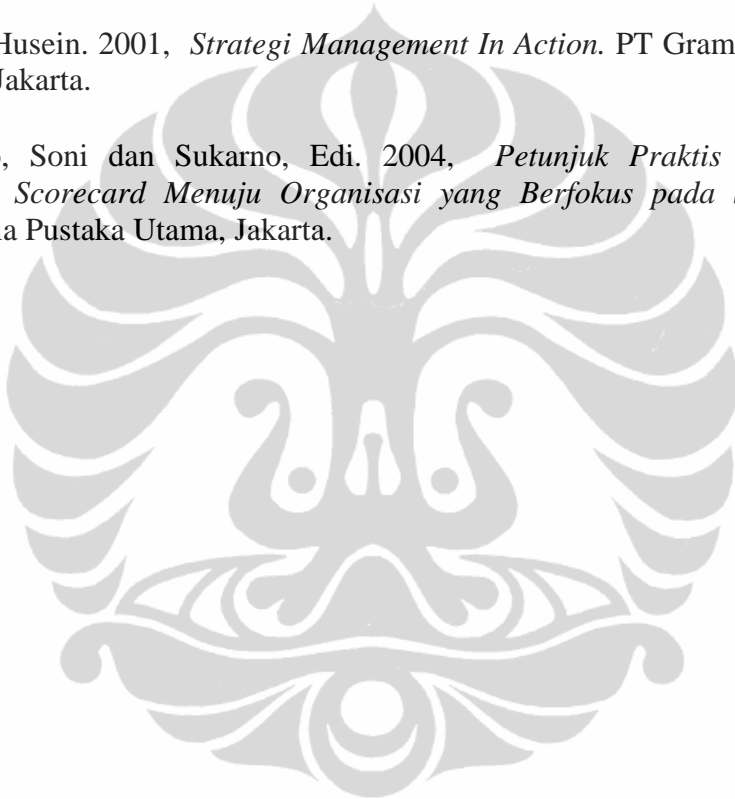 Husein. 2001, Strategi Management In Action. PT Gram
Jakarta.
, Soni dan Sukarno, Edi. 2004, Petunjuk Praktis
Scorecard Menuju Organisasi yang Berfokus pada
a Pustaka Utama, Jakarta.